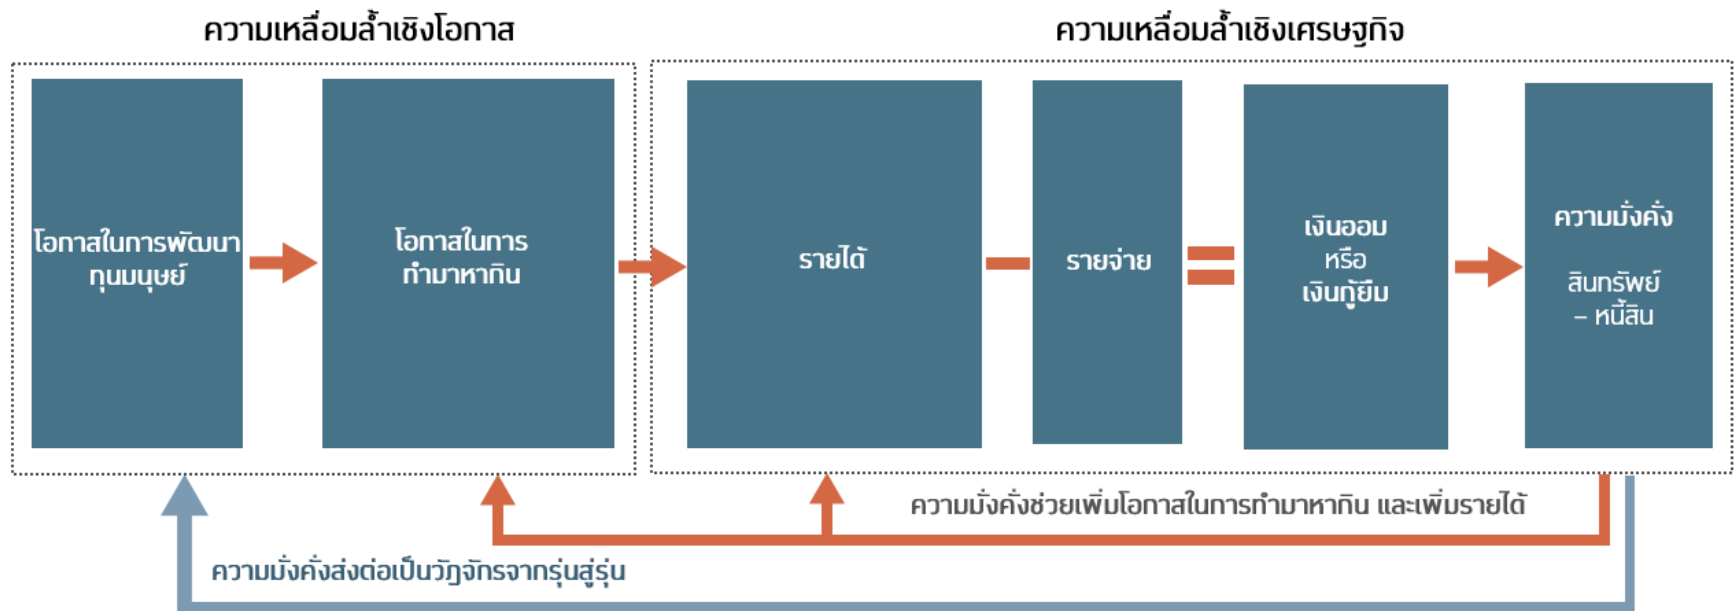 ความเหลื่อมล้ำเชิงโอกาส
ความเหลื่อมล้ำเชิงเศรษฐกิจ
โอกาสในการพัฒนา
ทุนมนุษย์
โอกาสในการ
ทำมาหากิน
รายได้
รายจ่าย
เงินออม
หรือ
เงินกู้ยืม
ความมั่งคั่ง
สินทรัพย์
– หนี้สิน
ความมั่งคั่งช่วยเพิ่มโอกาสในการทำมาหากิน และเพิ่มรายได้
ความมั่งคั่งส่งต่อเป็นวัฎจักรจากรุ่นสู่รุ่น